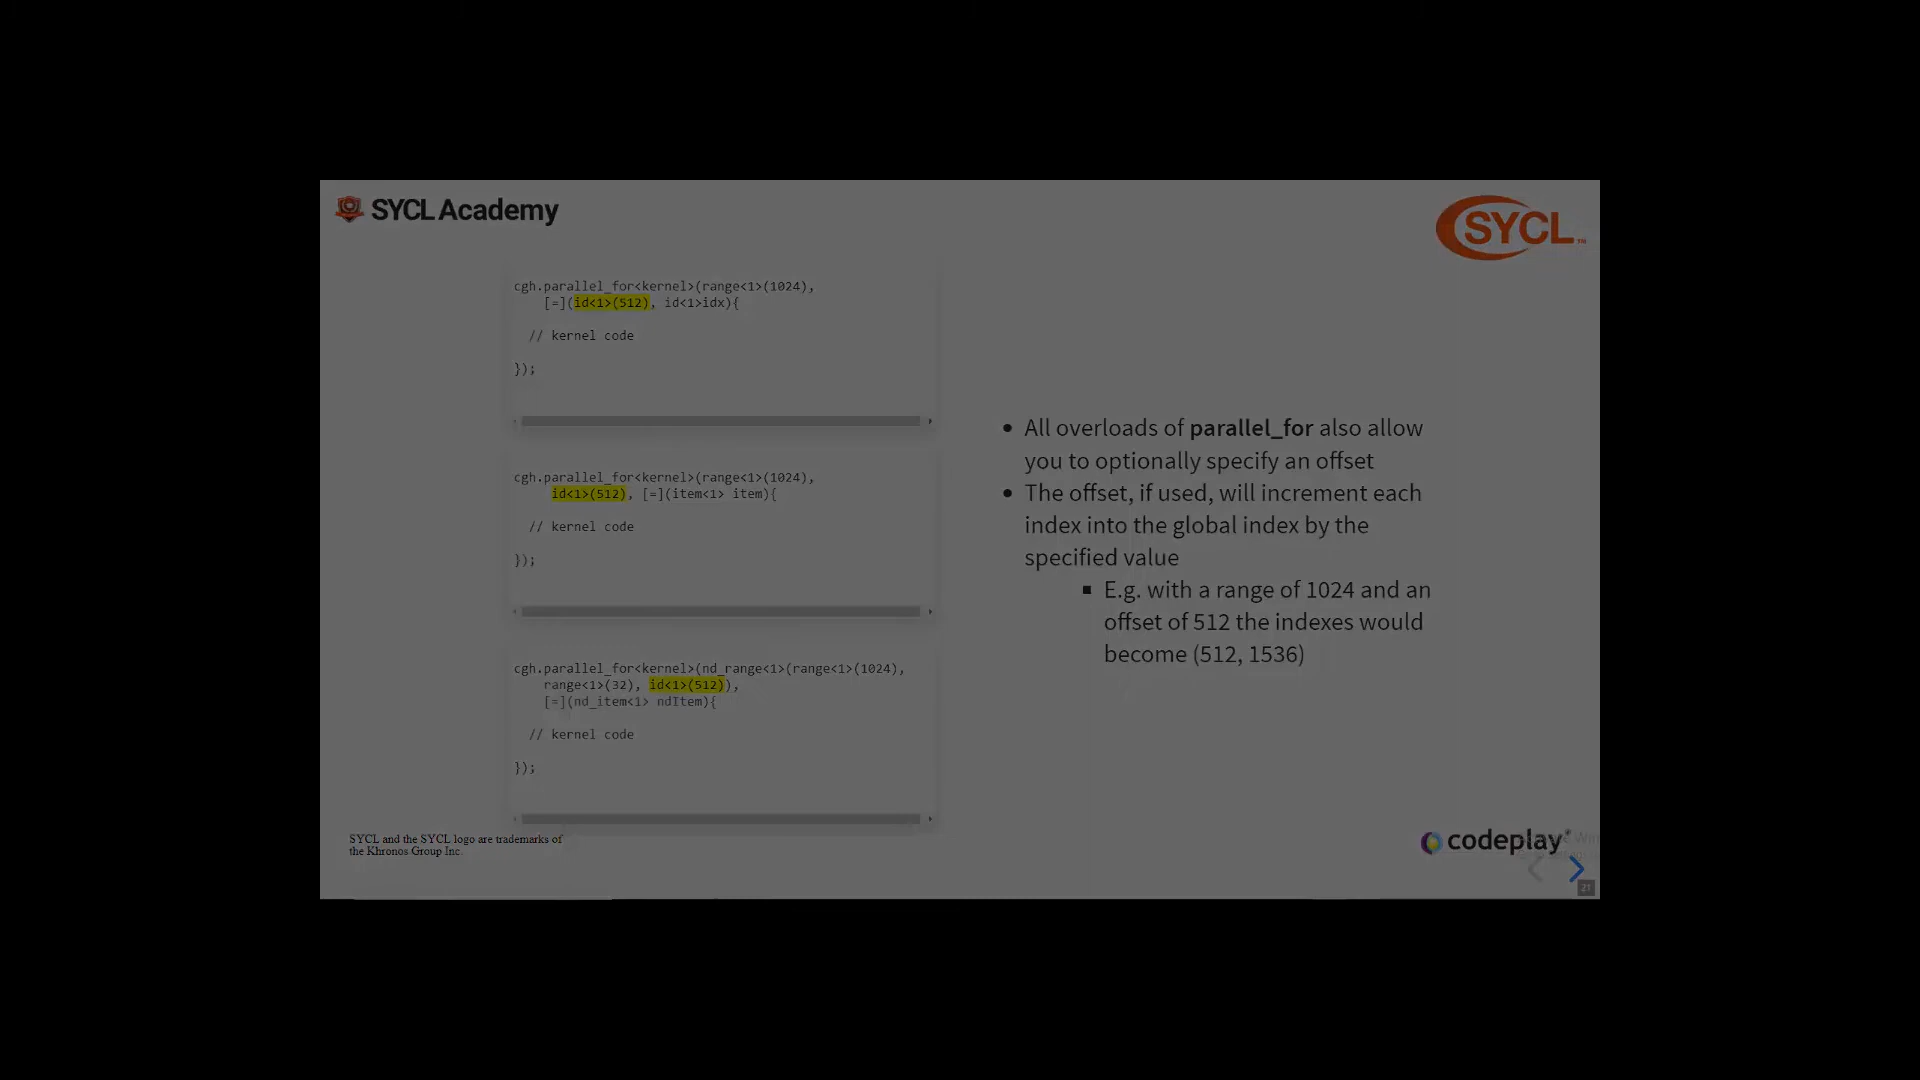 SYCL Academy
SYCL™
cgh.parallel_for<kernel>(range<1>(1024),
[=](id<1>(512), id<1>idx){
// kernel code
});
cgh.parallel_for<kernel>(range<1>(1024),
id<1>(512), [=](item<1> item){
// kernel code
});
cgh.parallel_for<kernel>(nd_range<1>(range<1>(1024),
range<1>(32), id<1>(512)),
[=](nd_item<1> ndItem){
// kernel code
});
• All overloads of parallel_for also allow
you to optionally specify an offset
• The offset, if used, will increment each
index into the global index by the
specified value
▪ E.g. with a range of 1024 and an
offset of 512 the indexes would
become (512, 1536)
SYCL and the SYCL logo are trademarks of
the Khronos Group Inc.
codeplay®
21